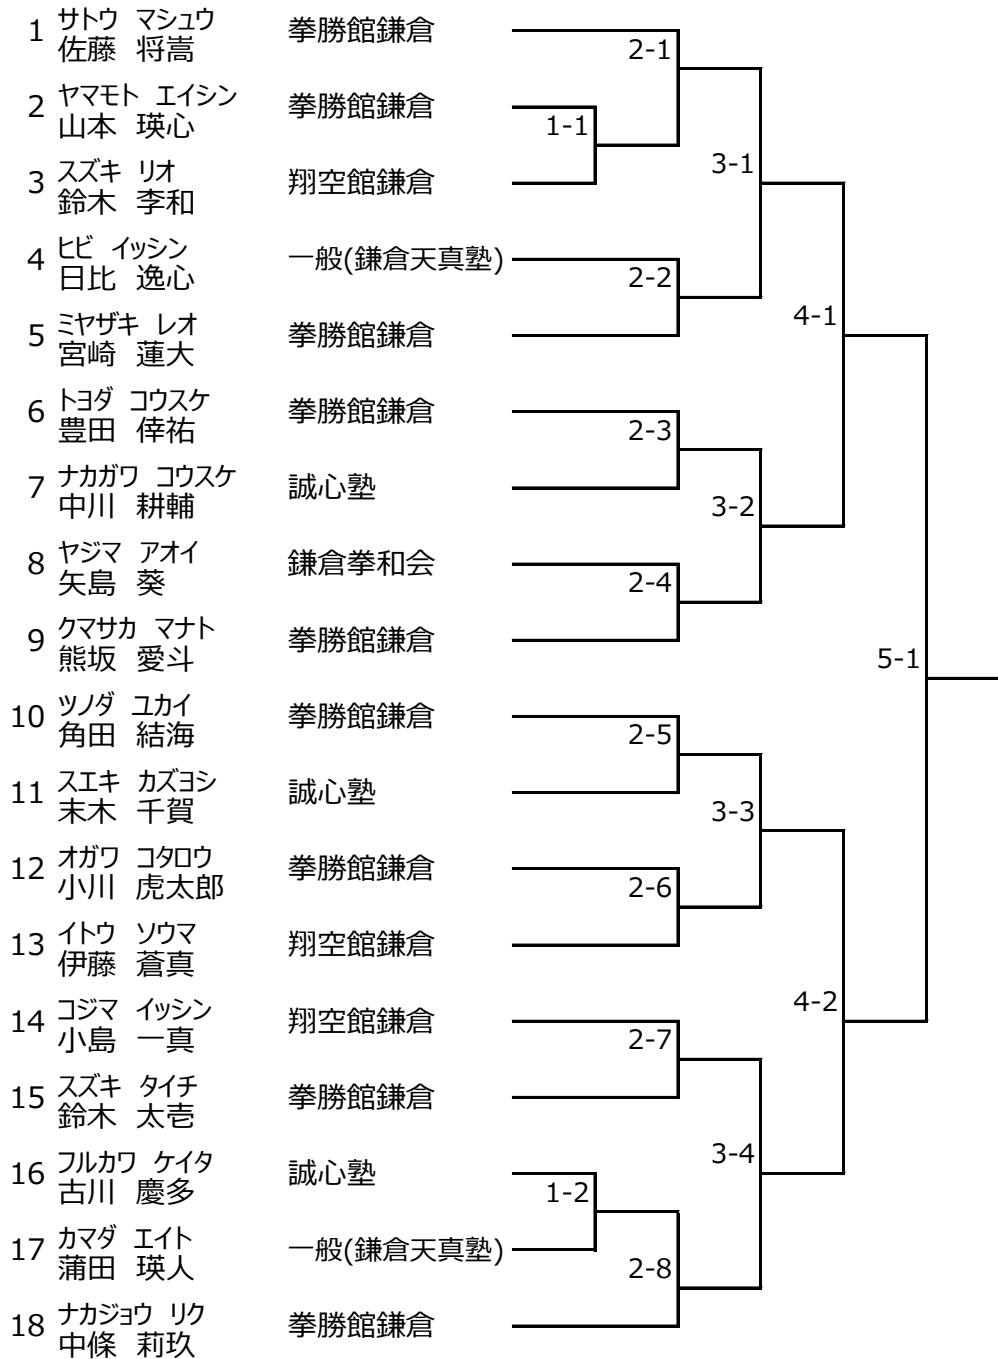 1 サトウ マシュウ 拳勝館鎌倉
佐藤 将嵩
2-1
2 ヤマモト エイシン 拳勝館鎌倉
山本 瑛心
1-1
3-1
3 スズキ リオ 翔空館鎌倉
鈴木 李和
4 ヒビ イッシン 一般(鎌倉天真塾)
日比 逸心
2-2
4-1
5 ミヤザキ レオ 拳勝館鎌倉
宮崎 蓮大
6 トヨダ コウスケ 拳勝館鎌倉
豊田 倖祐
2-3
7 ナカガワ コウスケ 誠心塾
中川 耕輔
3-2
8 ヤジマ アオイ 鎌倉拳和会
矢島 葵
2-4
9 クマサカ マナト 拳勝館鎌倉
熊坂 愛斗
5-1
10 ツノダ ユカイ 拳勝館鎌倉
角田 結海
2-5
11 スエキ カズヨシ 誠心塾
末木 千賀
3-3
12 オガワ コタロウ 拳勝館鎌倉
小川 虎太郎
2-6
13 イトウ ソウマ 翔空館鎌倉
伊藤 蒼真
4-2
14 コジマ イッシン 翔空館鎌倉
小島 一真
2-7
15 スズキ タイチ 拳勝館鎌倉
鈴木 太壱
3-4
16 フルカワ ケイタ 誠心塾
古川 慶多
1-2
17 カマダ エイト 一般(鎌倉天真塾)
蒲田 瑛人
2-8
18 ナカジョウ リク 拳勝館鎌倉
中條 莉玖